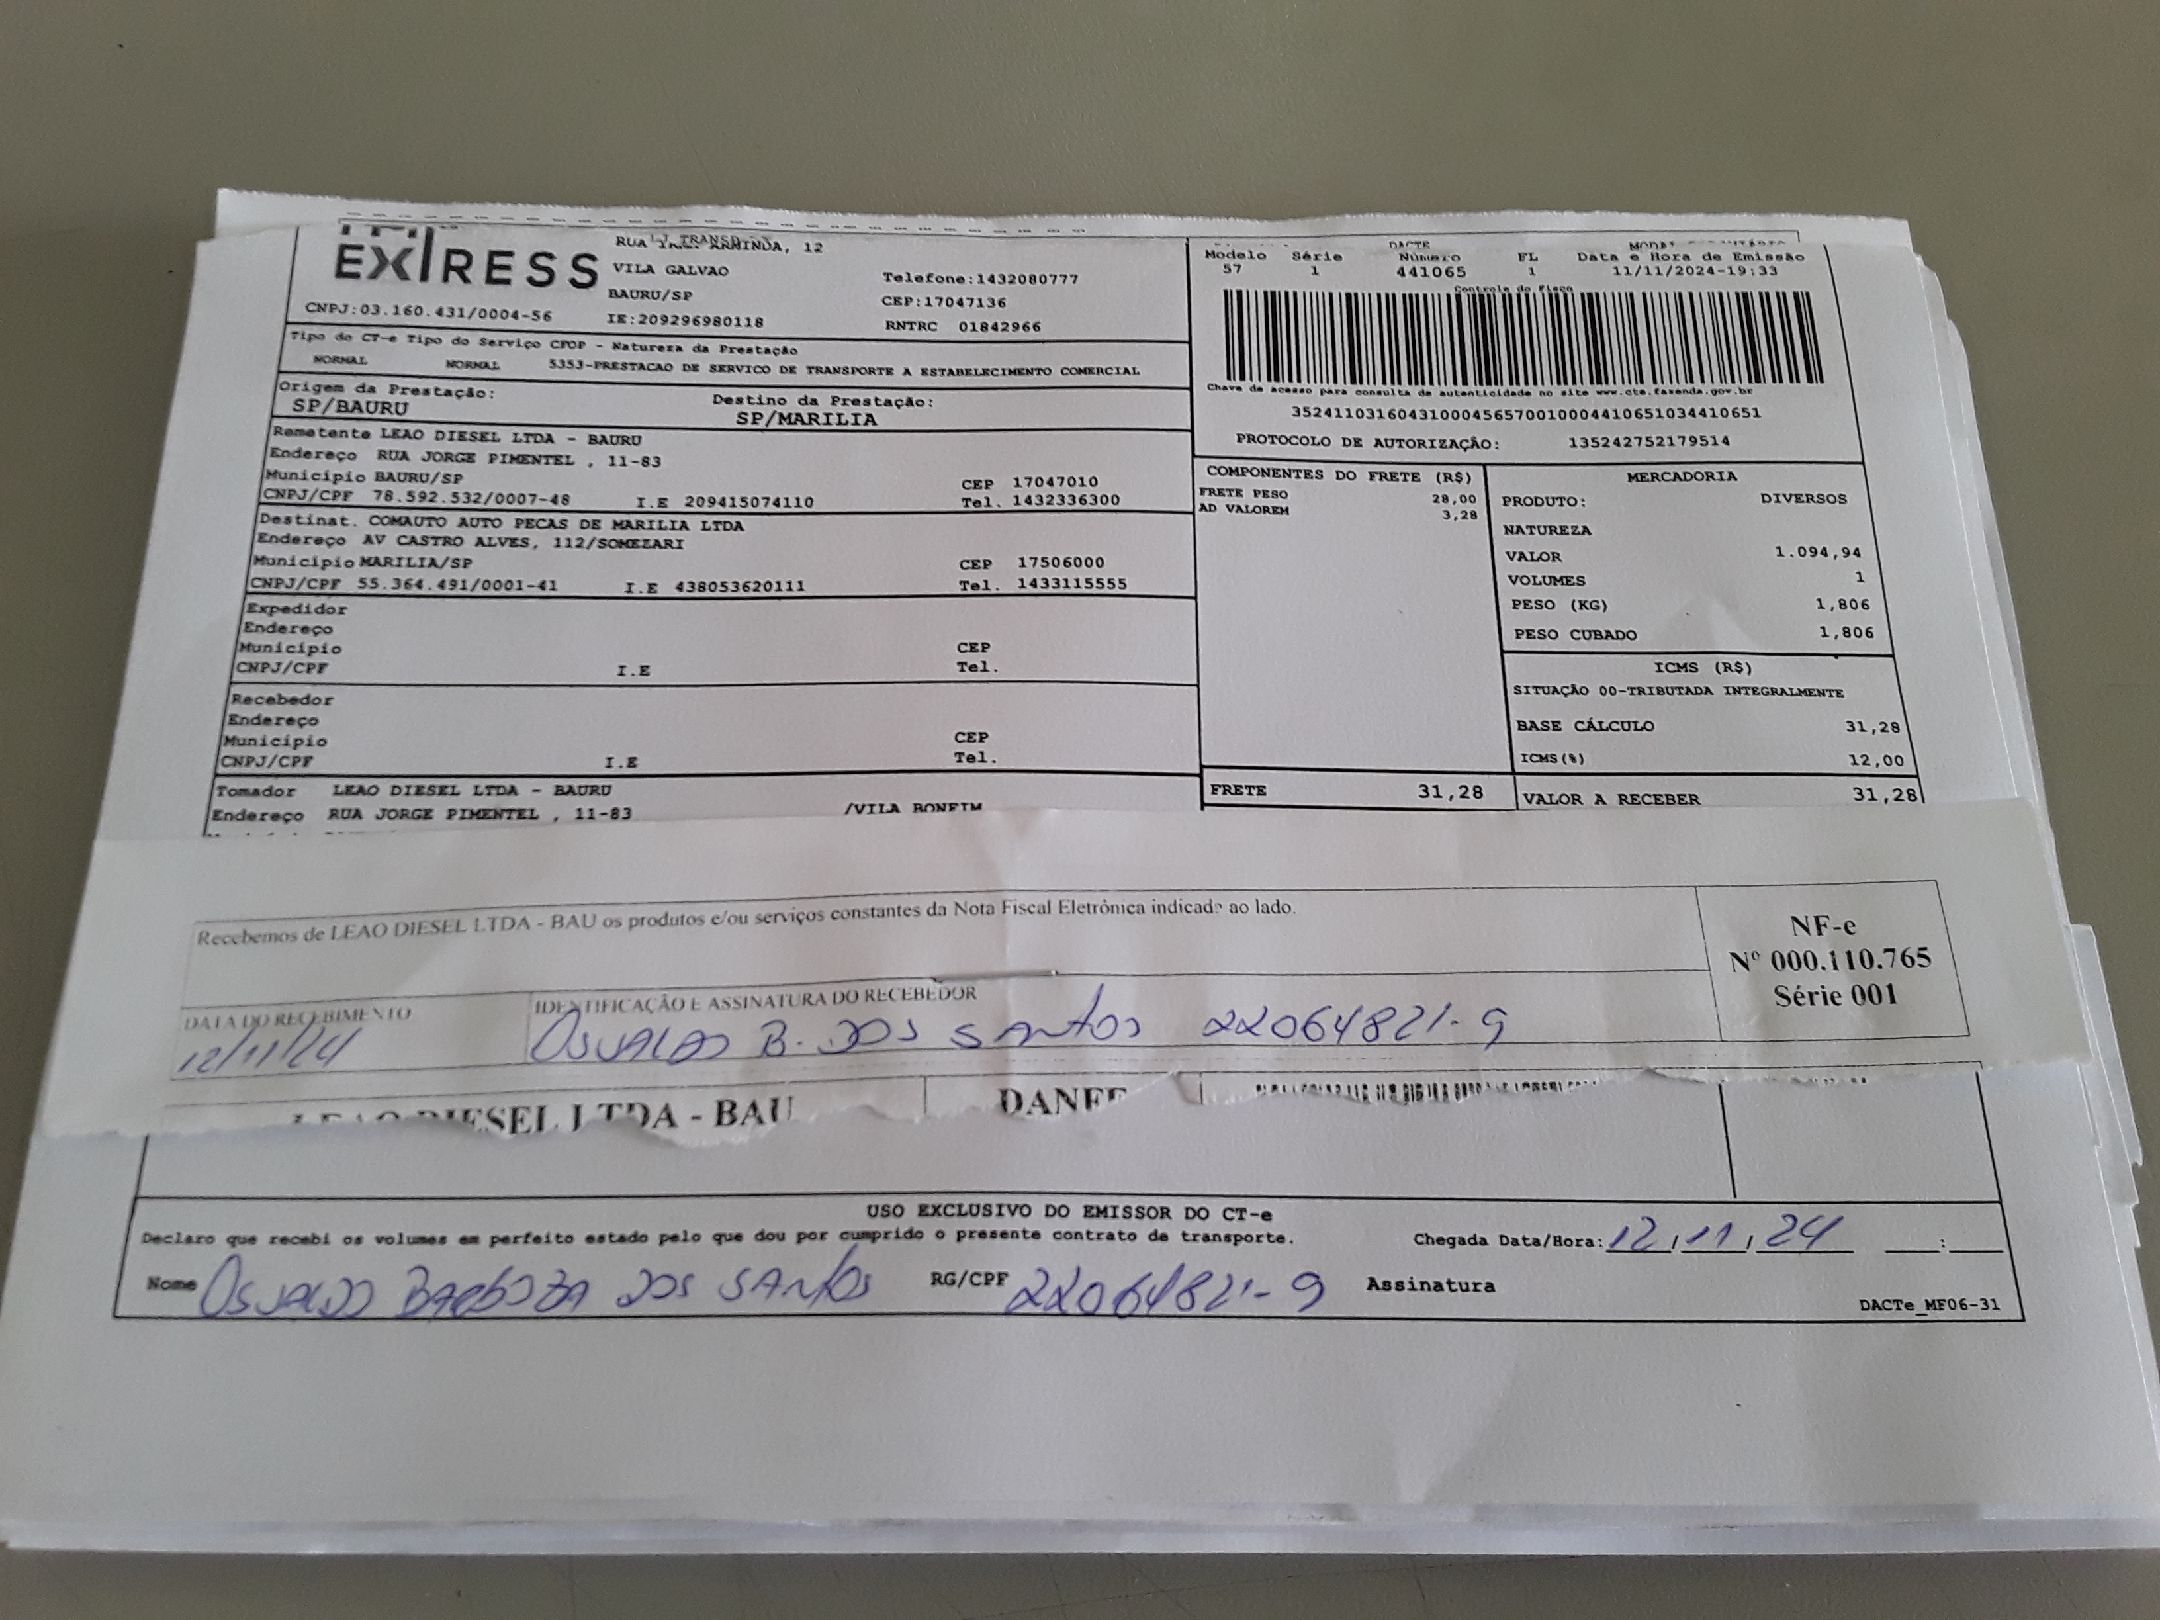 EXPRESS
RUA ARMINDA, 12
VILA GALVAO
Telefone:1432080777
BAURU/SP
CEP:17047136
CNPJ:03.160.431/0004-56
IE:209296980118
RNTRC 01842966
DACTE
Modelo Série Número FL Data e Hora de Emissão
57 1 441065 1 11/11/2024-19:33
Controle do Fisco
Chave de acesso para consulta de autenticidade no site www.cte.fazenda.gov.br
35241103160431000456570010004410651034410651
PROTOCOLO DE AUTORIZAÇÃO: 135242752179514
Tipo do CT-e Tipo do Serviço CFOP - Natureza da Prestação
NORMAL NORMAL 5353-PRESTACAO DE SERVICO DE TRANSPORTE A ESTABELECIMENTO COMERCIAL
Origem da Prestação: Destino da Prestação:
SP/BAURU SP/MARILIA
Remetente LEAO DIESEL LTDA - BAURU
Endereço RUA JORGE PIMENTEL , 11-83
Municipio BAURU/SP CEP 17047010
CNPJ/CPF 78.592.532/0007-48 I.E 209415074110 Tel. 1432336300
Destinat. COMAUTO AUTO PECAS DE MARILIA LTDA
Endereço AV CASTRO ALVES, 112/SOMEZARI
Municipio MARILIA/SP CEP 17506000
CNPJ/CPF 55.364.491/0001-41 I.E 438053620111 Tel. 1433115555
Expedidor
Endereço
Municipio CEP
CNPJ/CPF I.E Tel.
Recebedor
Endereço
Município CEP
CNPJ/CPF I.E Tel.
Tomador LEAO DIESEL LTDA - BAURU
Endereço RUA JORGE PIMENTEL , 11-83 /VILA BONFIM
COMPONENTES DO FRETE (R$)
FRETE PESO 28,00
AD VALOREM 3,28
FRETE 31,28
MERCADORIA
PRODUTO: DIVERSOS
NATUREZA
VALOR 1.094,94
VOLUMES 1
PESO (KG) 1,806
PESO CUBADO 1,806
ICMS (R$)
SITUAÇÃO 00-TRIBUTADA INTEGRALMENTE
BASE CÁLCULO 31,28
ICMS(%) 12,00
VALOR A RECEBER 31,28
Recebemos de LEAO DIESEL LTDA - BAU os produtos e/ou serviços constantes da Nota Fiscal Eletrônica indicada ao lado.
NF-e
Nº 000.110.765
Série 001
DATA DO RECEBIMENTO
12/11/24
IDENTIFICAÇÃO E ASSINATURA DO RECEBEDOR
OSVALDO B. DOS SANTOS 22064821-9
LEAO DIESEL LTDA - BAU DANFE
USO EXCLUSIVO DO EMISSOR DO CT-e
Declaro que recebi os volumes em perfeito estado pelo que dou por cumprido o presente contrato de transporte. Chegada Data/Hora: 12/11/24 __:__
Nome OSVALDO BARBOZA DOS SANTOS RG/CPF 22064821-9 Assinatura
DACTe_MF06-31